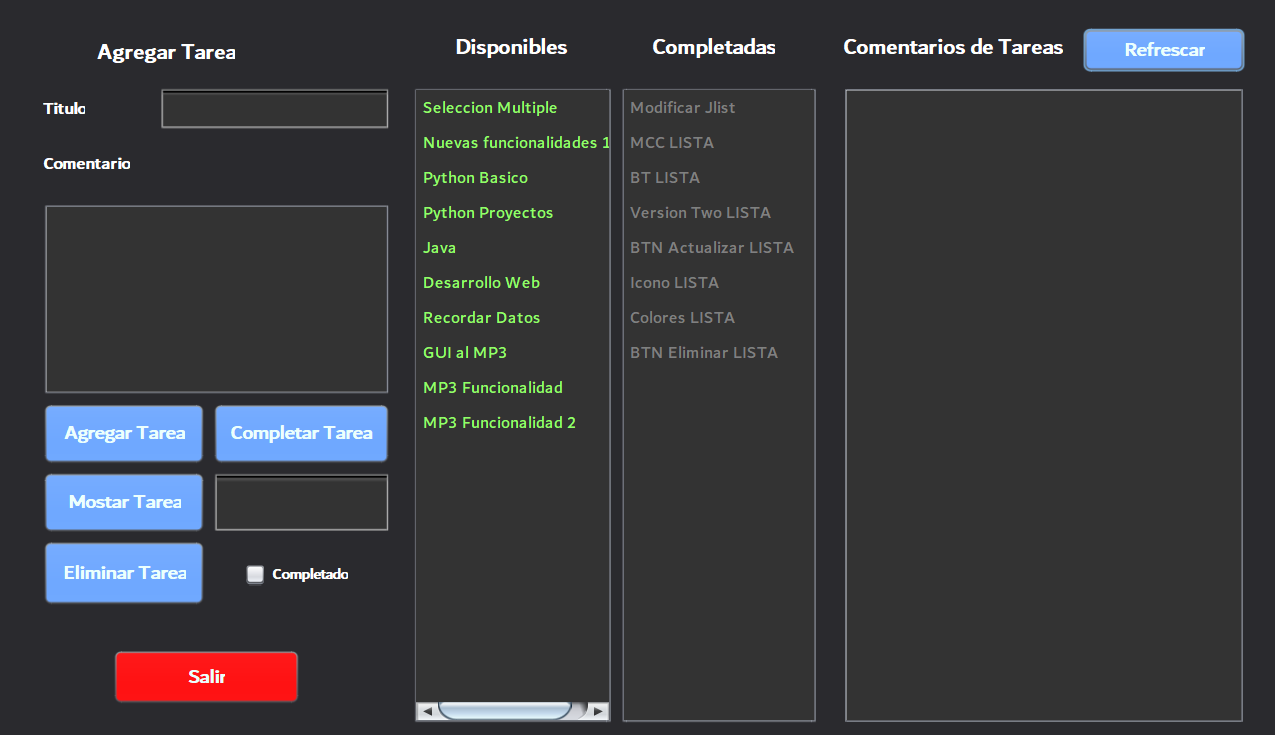 Agregar Tarea
Titulo
Comentario
Agregar Tarea
Completar Tarea
Mostar Tarea
Eliminar Tarea
Completado
Salir
Disponibles
Seleccion Multiple
Nuevas funcionalidades 1
Python Basico
Python Proyectos
Java
Desarrollo Web
Recordar Datos
GUI al MP3
MP3 Funcionalidad
MP3 Funcionalidad 2
Completadas
Modificar Jlist
MCC LISTA
BT LISTA
Version Two LISTA
BTN Actualizar LISTA
Icono LISTA
Colores LISTA
BTN Eliminar LISTA
Comentarios de Tareas
Refrescar